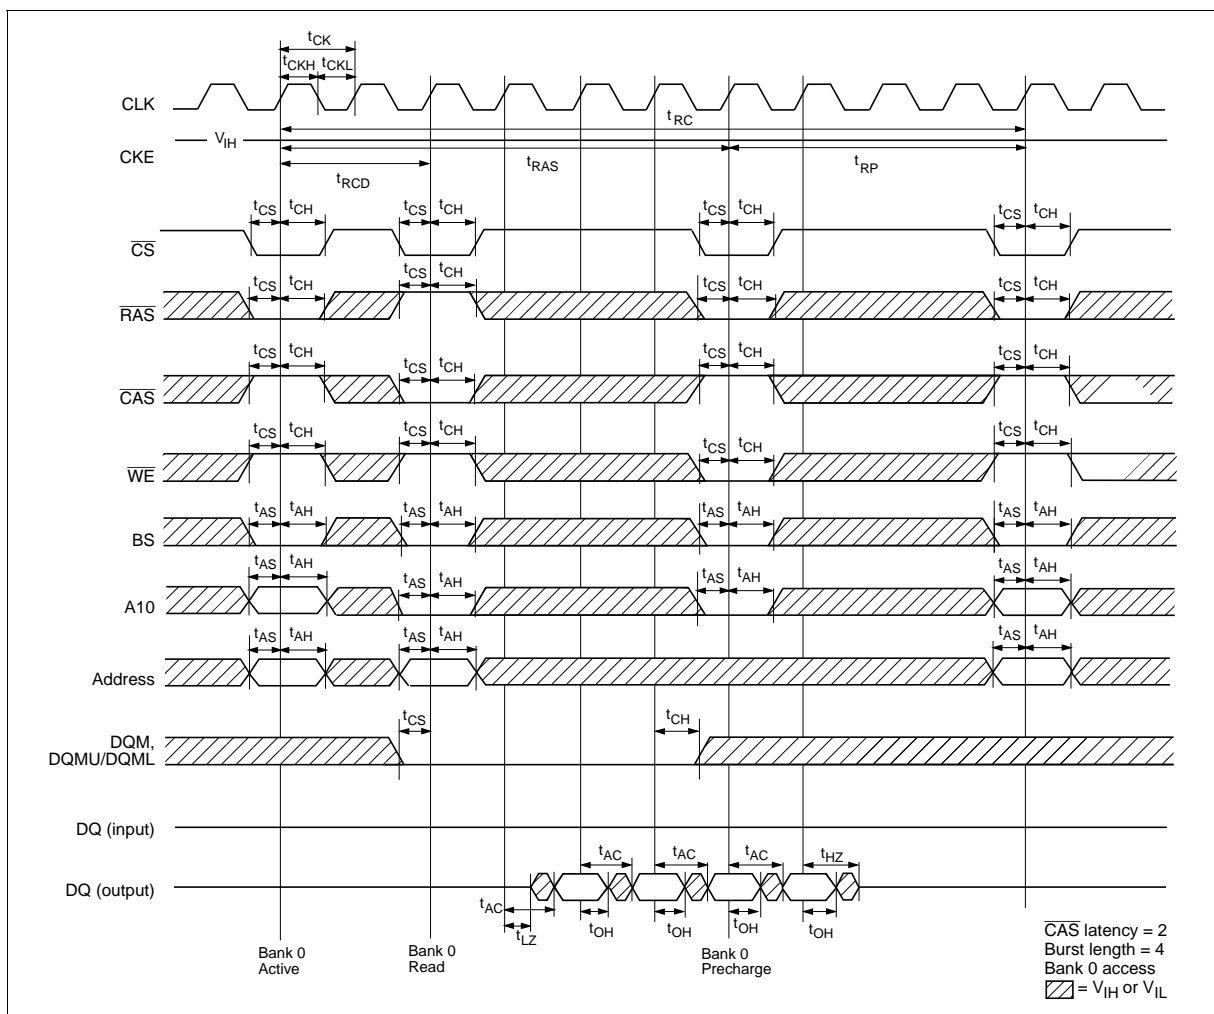 tCK
tCKH tCKL
CLK
tRC
VIH
CKE
tRAS tRP
tRCD
tCS tCH tCS tCH tCS tCH tCS tCH
CS
tCS tCH tCS tCH tCS tCH tCS tCH
RAS
tCS tCH tCS tCH tCS tCH tCS tCH
CAS
tCS tCH tCS tCH tCS tCH tCS tCH
WE
tAS tAH tAS tAH tAS tAH tAS tAH
BS
tAS tAH tAS tAH tAS tAH tAS tAH
A10
tAS tAH tAS tAH tAS tAH
Address
tCS tCH
DQM,
DQMU/DQML
DQ (input)
tAC tAC tAC tHZ
DQ (output)
tAC
tLZ tOH tOH tOH tOH
Bank 0
Active
Bank 0
Read
Bank 0
Precharge
CAS latency = 2
Burst length = 4
Bank 0 access
= VIH or VIL